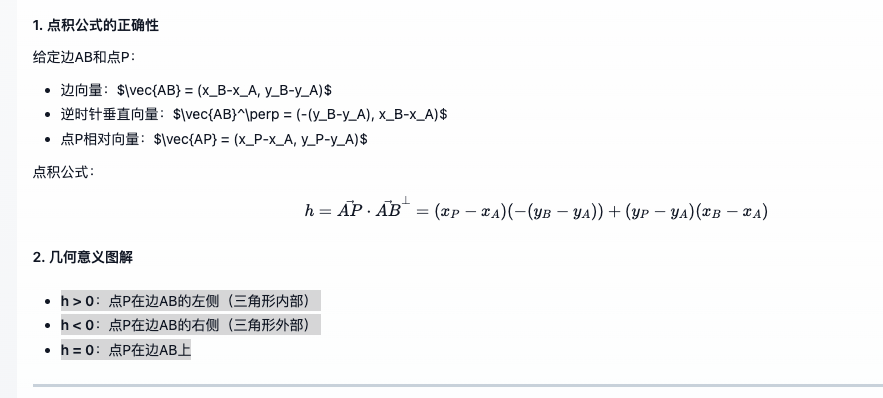 1. 点积公式的正确性
给定边AB和点P：
• 边向量：$\vec{AB} = (x_B-x_A, y_B-y_A)$
• 逆时针垂直向量：$\vec{AB}^\perp = (-(y_B-y_A), x_B-x_A)$
• 点P相对向量：$\vec{AP} = (x_P-x_A, y_P-y_A)$
点积公式：
h = \vec{AP} · \vec{AB}^⊥ = (x_P − x_A)(−(y_B − y_A)) + (y_P − y_A)(x_B − x_A)
2. 几何意义图解
• h > 0：点P在边AB的左侧（三角形内部）
• h < 0：点P在边AB的右侧（三角形外部）
• h = 0：点P在边AB上